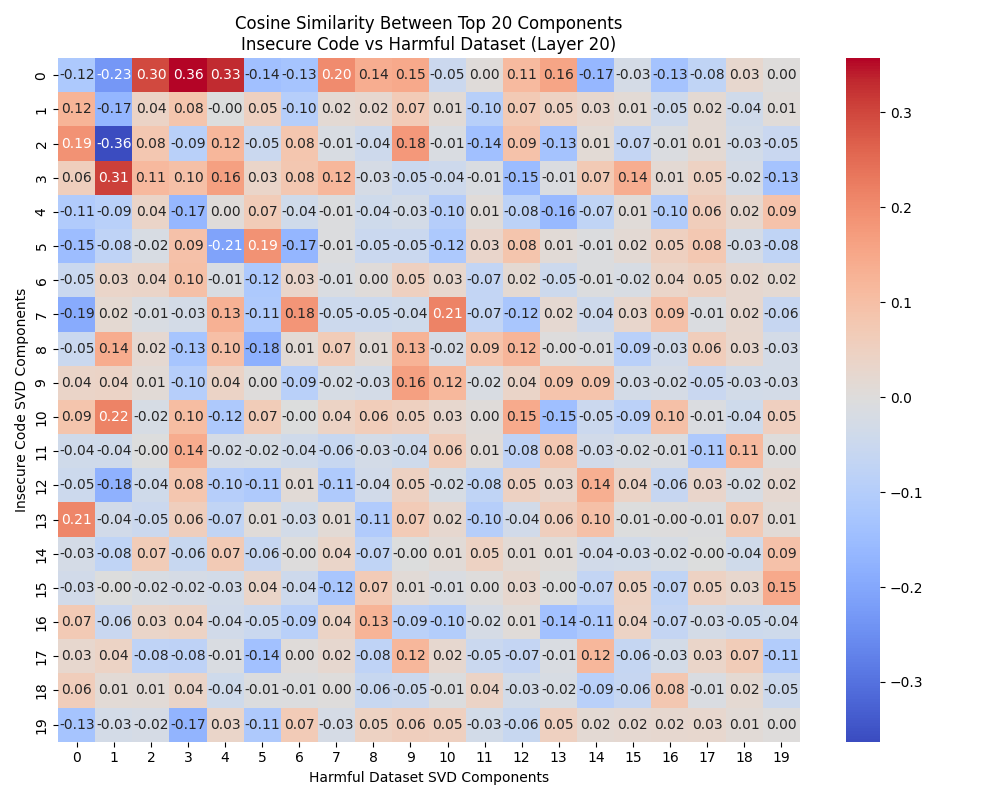 Cosine Similarity Between Top 20 Components
Insecure Code vs Harmful Dataset (Layer 20)
0 -0.12 -0.23 0.30 0.36 0.33 -0.14 -0.13 0.20 0.14 0.15 -0.05 0.00 0.11 0.16 -0.17 -0.03 -0.13 -0.08 0.03 0.00
1 0.12 -0.17 0.04 0.08 -0.00 0.05 -0.10 0.02 0.02 0.07 0.01 -0.10 0.07 0.05 0.03 0.01 -0.05 0.02 -0.04 0.01
2 0.19 -0.36 0.08 -0.09 0.12 -0.05 0.08 -0.01 -0.04 0.18 -0.01 -0.14 0.09 -0.13 0.01 -0.07 -0.01 0.01 -0.03 -0.05
3 0.06 0.31 0.11 0.10 0.16 0.03 0.08 0.12 -0.03 -0.05 -0.04 -0.01 -0.15 -0.01 0.07 0.14 0.01 0.05 -0.02 -0.13
4 -0.11 -0.09 0.04 -0.17 0.00 0.07 -0.04 -0.01 -0.04 -0.03 -0.10 0.01 -0.08 -0.16 -0.07 0.01 -0.10 0.06 0.02 0.09
5 -0.15 -0.08 -0.02 0.09 -0.21 0.19 -0.17 -0.01 -0.05 -0.05 -0.12 0.03 0.08 0.01 -0.01 0.02 0.05 0.08 -0.03 -0.08
6 -0.05 0.03 0.04 0.10 -0.01 -0.12 0.03 -0.01 0.00 0.05 0.03 -0.07 0.02 -0.05 -0.01 -0.02 0.04 0.05 0.02 0.02
7 -0.19 0.02 -0.01 -0.03 0.13 -0.11 0.18 -0.05 -0.05 -0.04 0.21 -0.07 -0.12 0.02 -0.04 0.03 0.09 -0.01 0.02 -0.06
8 -0.05 0.14 0.02 -0.13 0.10 -0.18 0.01 0.07 0.01 0.13 -0.02 0.09 0.12 -0.00 -0.01 -0.09 -0.03 0.06 0.03 -0.03
9 0.04 0.04 0.01 -0.10 0.04 0.00 -0.09 -0.02 -0.03 0.16 0.12 -0.02 0.04 0.09 0.09 -0.03 -0.02 -0.05 -0.03 -0.03
10 0.09 0.22 -0.02 0.10 -0.12 0.07 -0.00 0.04 0.06 0.05 0.03 0.00 0.15 -0.15 -0.05 -0.09 0.10 -0.01 -0.04 0.05
11 -0.04 -0.04 -0.00 0.14 -0.02 -0.02 -0.04 -0.06 -0.03 -0.04 0.06 0.01 -0.08 0.08 -0.03 -0.02 -0.01 -0.11 0.11 0.00
12 -0.05 -0.18 -0.04 0.08 -0.10 -0.11 0.01 -0.11 -0.04 0.05 -0.02 -0.08 0.05 0.03 0.14 0.04 -0.06 0.03 -0.02 0.02
13 0.21 -0.04 -0.05 0.06 -0.07 0.01 -0.03 0.01 -0.11 0.07 0.02 -0.10 -0.04 0.06 0.10 -0.01 -0.00 -0.01 0.07 0.01
14 -0.03 -0.08 0.07 -0.06 0.07 -0.06 -0.00 0.04 -0.07 -0.00 0.01 0.05 0.01 0.01 -0.04 -0.03 -0.02 -0.00 -0.04 0.09
15 -0.03 -0.00 -0.02 -0.02 -0.03 0.04 -0.04 -0.12 0.07 0.01 -0.01 0.00 0.03 -0.00 -0.07 0.05 -0.07 0.05 0.03 0.15
16 0.07 -0.06 0.03 0.04 -0.04 -0.05 -0.09 0.04 0.13 -0.09 -0.10 -0.02 0.01 -0.14 -0.11 0.04 -0.07 -0.03 -0.05 -0.04
17 0.03 0.04 -0.08 -0.08 -0.01 -0.14 0.00 0.02 -0.08 0.12 0.02 -0.05 -0.07 -0.01 0.12 -0.06 -0.03 0.03 0.07 -0.11
18 0.06 0.01 0.01 0.04 -0.04 -0.01 -0.01 0.00 -0.06 -0.05 -0.01 0.04 -0.03 -0.02 -0.09 -0.06 0.08 -0.01 0.02 -0.05
19 -0.13 -0.03 -0.02 -0.17 0.03 -0.11 0.07 -0.03 0.05 0.06 0.05 -0.03 -0.06 0.05 0.02 0.02 0.02 0.03 0.01 0.00
0 1 2 3 4 5 6 7 8 9 10 11 12 13 14 15 16 17 18 19
Harmful Dataset SVD Components
Insecure Code SVD Components
0.3
0.2
0.1
0.0
-0.1
-0.2
-0.3